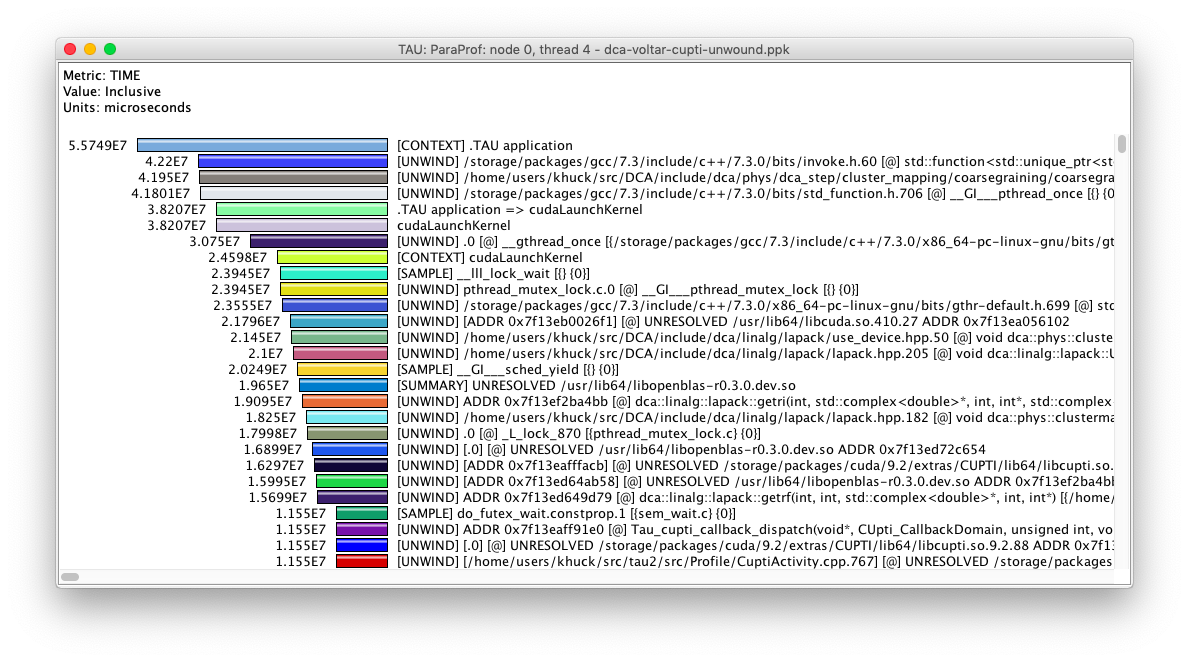 TAU: ParaProf: node 0, thread 4 - dca-voltar-cupti-unwound.ppk
Metric: TIME
Value: Inclusive
Units: microseconds
5.5749E7 [CONTEXT] .TAU application
4.22E7 [UNWIND] /storage/packages/gcc/7.3/include/c++/7.3.0/bits/invoke.h.60 [@] std::function<std::unique_ptr<st
4.195E7 [UNWIND] /home/users/khuck/src/DCA/include/dca/phys/dca_step/cluster_mapping/coarsegraining/coarsegra
4.1801E7 [UNWIND] /storage/packages/gcc/7.3/include/c++/7.3.0/bits/std_function.h.706 [@] __GI___pthread_once [{} {0
3.8207E7 .TAU application => cudaLaunchKernel
3.8207E7 cudaLaunchKernel
3.075E7 [UNWIND] .0 [@] __gthread_once [{/storage/packages/gcc/7.3/include/c++/7.3.0/x86_64-pc-linux-gnu/bits/gt
2.4598E7 [CONTEXT] cudaLaunchKernel
2.3945E7 [SAMPLE] __lll_lock_wait [{} {0}]
2.3945E7 [UNWIND] pthread_mutex_lock.c.0 [@] __GI___pthread_mutex_lock [{} {0}]
2.3555E7 [UNWIND] /storage/packages/gcc/7.3/include/c++/7.3.0/x86_64-pc-linux-gnu/bits/gthr-default.h.699 [@] std
2.1796E7 [UNWIND] [ADDR 0x7f13eb0026f1] [@] UNRESOLVED /usr/lib64/libcuda.so.410.27 ADDR 0x7f13ea056102
2.145E7 [UNWIND] /home/users/khuck/src/DCA/include/dca/linalg/lapack/use_device.hpp.50 [@] void dca::phys::cluste
2.1E7 [UNWIND] /home/users/khuck/src/DCA/include/dca/linalg/lapack/lapack.hpp.205 [@] void dca::linalg::lapack::U
2.0249E7 [SAMPLE] __GI___sched_yield [{} {0}]
1.965E7 [SUMMARY] UNRESOLVED /usr/lib64/libopenblas-r0.3.0.dev.so
1.9095E7 [UNWIND] ADDR 0x7f13ef2ba4bb [@] dca::linalg::lapack::getri(int, std::complex<double>*, int, int*, std::complex
1.825E7 [UNWIND] /home/users/khuck/src/DCA/include/dca/linalg/lapack/lapack.hpp.182 [@] void dca::phys::clusterma
1.7998E7 [UNWIND] .0 [@] _L_lock_870 [{pthread_mutex_lock.c} {0}]
1.6899E7 [UNWIND] [.0] [@] UNRESOLVED /usr/lib64/libopenblas-r0.3.0.dev.so ADDR 0x7f13ed72c654
1.6297E7 [UNWIND] [ADDR 0x7f13eafffacb] [@] UNRESOLVED /storage/packages/cuda/9.2/extras/CUPTI/lib64/libcupti.so.
1.5995E7 [UNWIND] [ADDR 0x7f13ed64ab58] [@] UNRESOLVED /usr/lib64/libopenblas-r0.3.0.dev.so ADDR 0x7f13ef2ba4bb
1.5699E7 [UNWIND] ADDR 0x7f13ed649d79 [@] dca::linalg::lapack::getrf(int, int, std::complex<double>*, int, int*) [{/home/
1.155E7 [SAMPLE] do_futex_wait.constprop.1 [{sem_wait.c} {0}]
1.155E7 [UNWIND] ADDR 0x7f13eaff91e0 [@] Tau_cupti_callback_dispatch(void*, CUpti_CallbackDomain, unsigned int, vo
1.155E7 [UNWIND] [.0] [@] UNRESOLVED /storage/packages/cuda/9.2/extras/CUPTI/lib64/libcupti.so.9.2.88 ADDR 0x7f13
1.155E7 [UNWIND] [/home/users/khuck/src/tau2/src/Profile/CuptiActivity.cpp.767] [@] UNRESOLVED /storage/packages